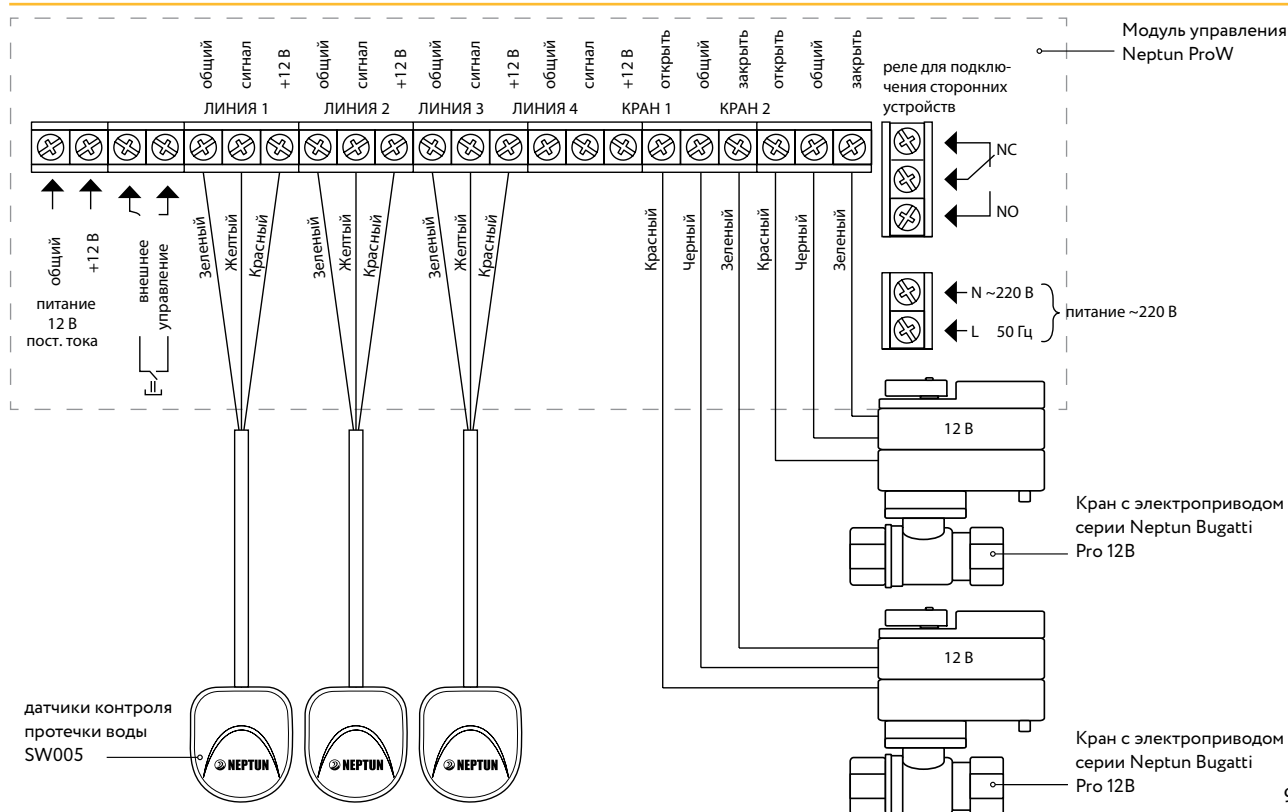 Модуль управления
Neptun ProW
общий
сигнал
+12 В
общий
сигнал
+12 В
общий
сигнал
+12 В
общий
сигнал
+12 В
открыть
общий
закрыть
открыть
общий
закрыть
реле для подклю-
чения сторонних
устройств
ЛИНИЯ 1
ЛИНИЯ 2
ЛИНИЯ 3
ЛИНИЯ 4
КРАН 1
КРАН 2
NC
NO
общий
+12 В
внешнее
управление
питание
12 В
пост. тока
Зеленый
Желтый
Красный
Зеленый
Желтый
Красный
Зеленый
Желтый
Красный
Красный
Черный
Зеленый
Красный
Черный
Зеленый
N ~220 В
L 50 Гц
питание ~220 В
12 В
Кран с электроприводом
серии Neptun Bugatti
Pro 12В
12 В
датчики контроля
протечки воды
SW005
NEPTUN
NEPTUN
NEPTUN
Кран с электроприводом
серии Neptun Bugatti
Pro 12В